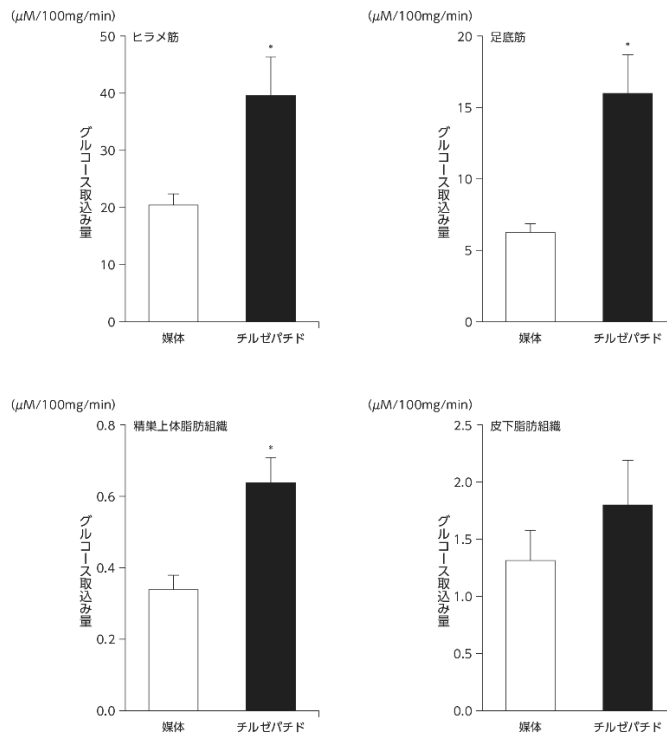 (μM/100mg/min)
ヒラメ筋
*
50
40
30
20
10
0
グルコース取込み量
媒体
チルゼパチド
(μM/100mg/min)
足底筋
*
20
15
10
5
0
グルコース取込み量
媒体
チルゼパチド
(μM/100mg/min)
精巣上体脂肪組織
*
0.8
0.6
0.4
0.2
0.0
グルコース取込み量
媒体
チルゼパチド
(μM/100mg/min)
皮下脂肪組織
2.5
2.0
1.5
1.0
0.5
0.0
グルコース取込み量
媒体
チルゼパチド